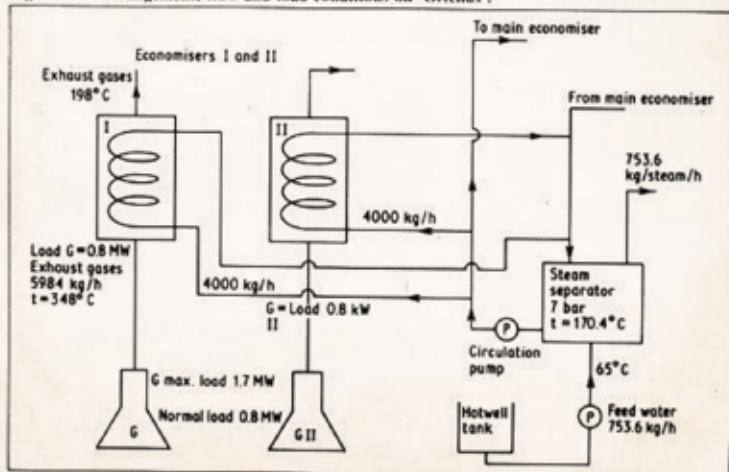 To main economiser
Economisers I and II
Exhaust gases
198°C
From main economiser
I
II
753.6
kg/steam/h
4000 kg/h
Load G=0.8 MW
Exhaust gases
5984 kg/h
t=348°C
4000 kg/h
G=Load 0.8 kW
II
Steam
separator
7 bar
t=170.4°C
P
Circulation
pump
65°C
G max. load 1.7 MW
Normal load 0.8 MW
G
G II
Hotwell
tank
P
Feed water
753.6 kg/h